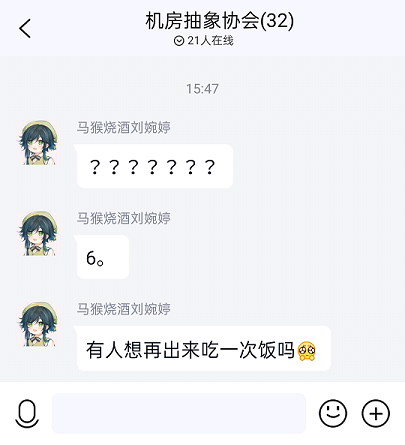 机房抽象协会(32)
21人在线
15:47
马猴烧酒刘婉婷
？？？？？？？
马猴烧酒刘婉婷
6。
马猴烧酒刘婉婷
有人想再出来吃一次饭吗🥺